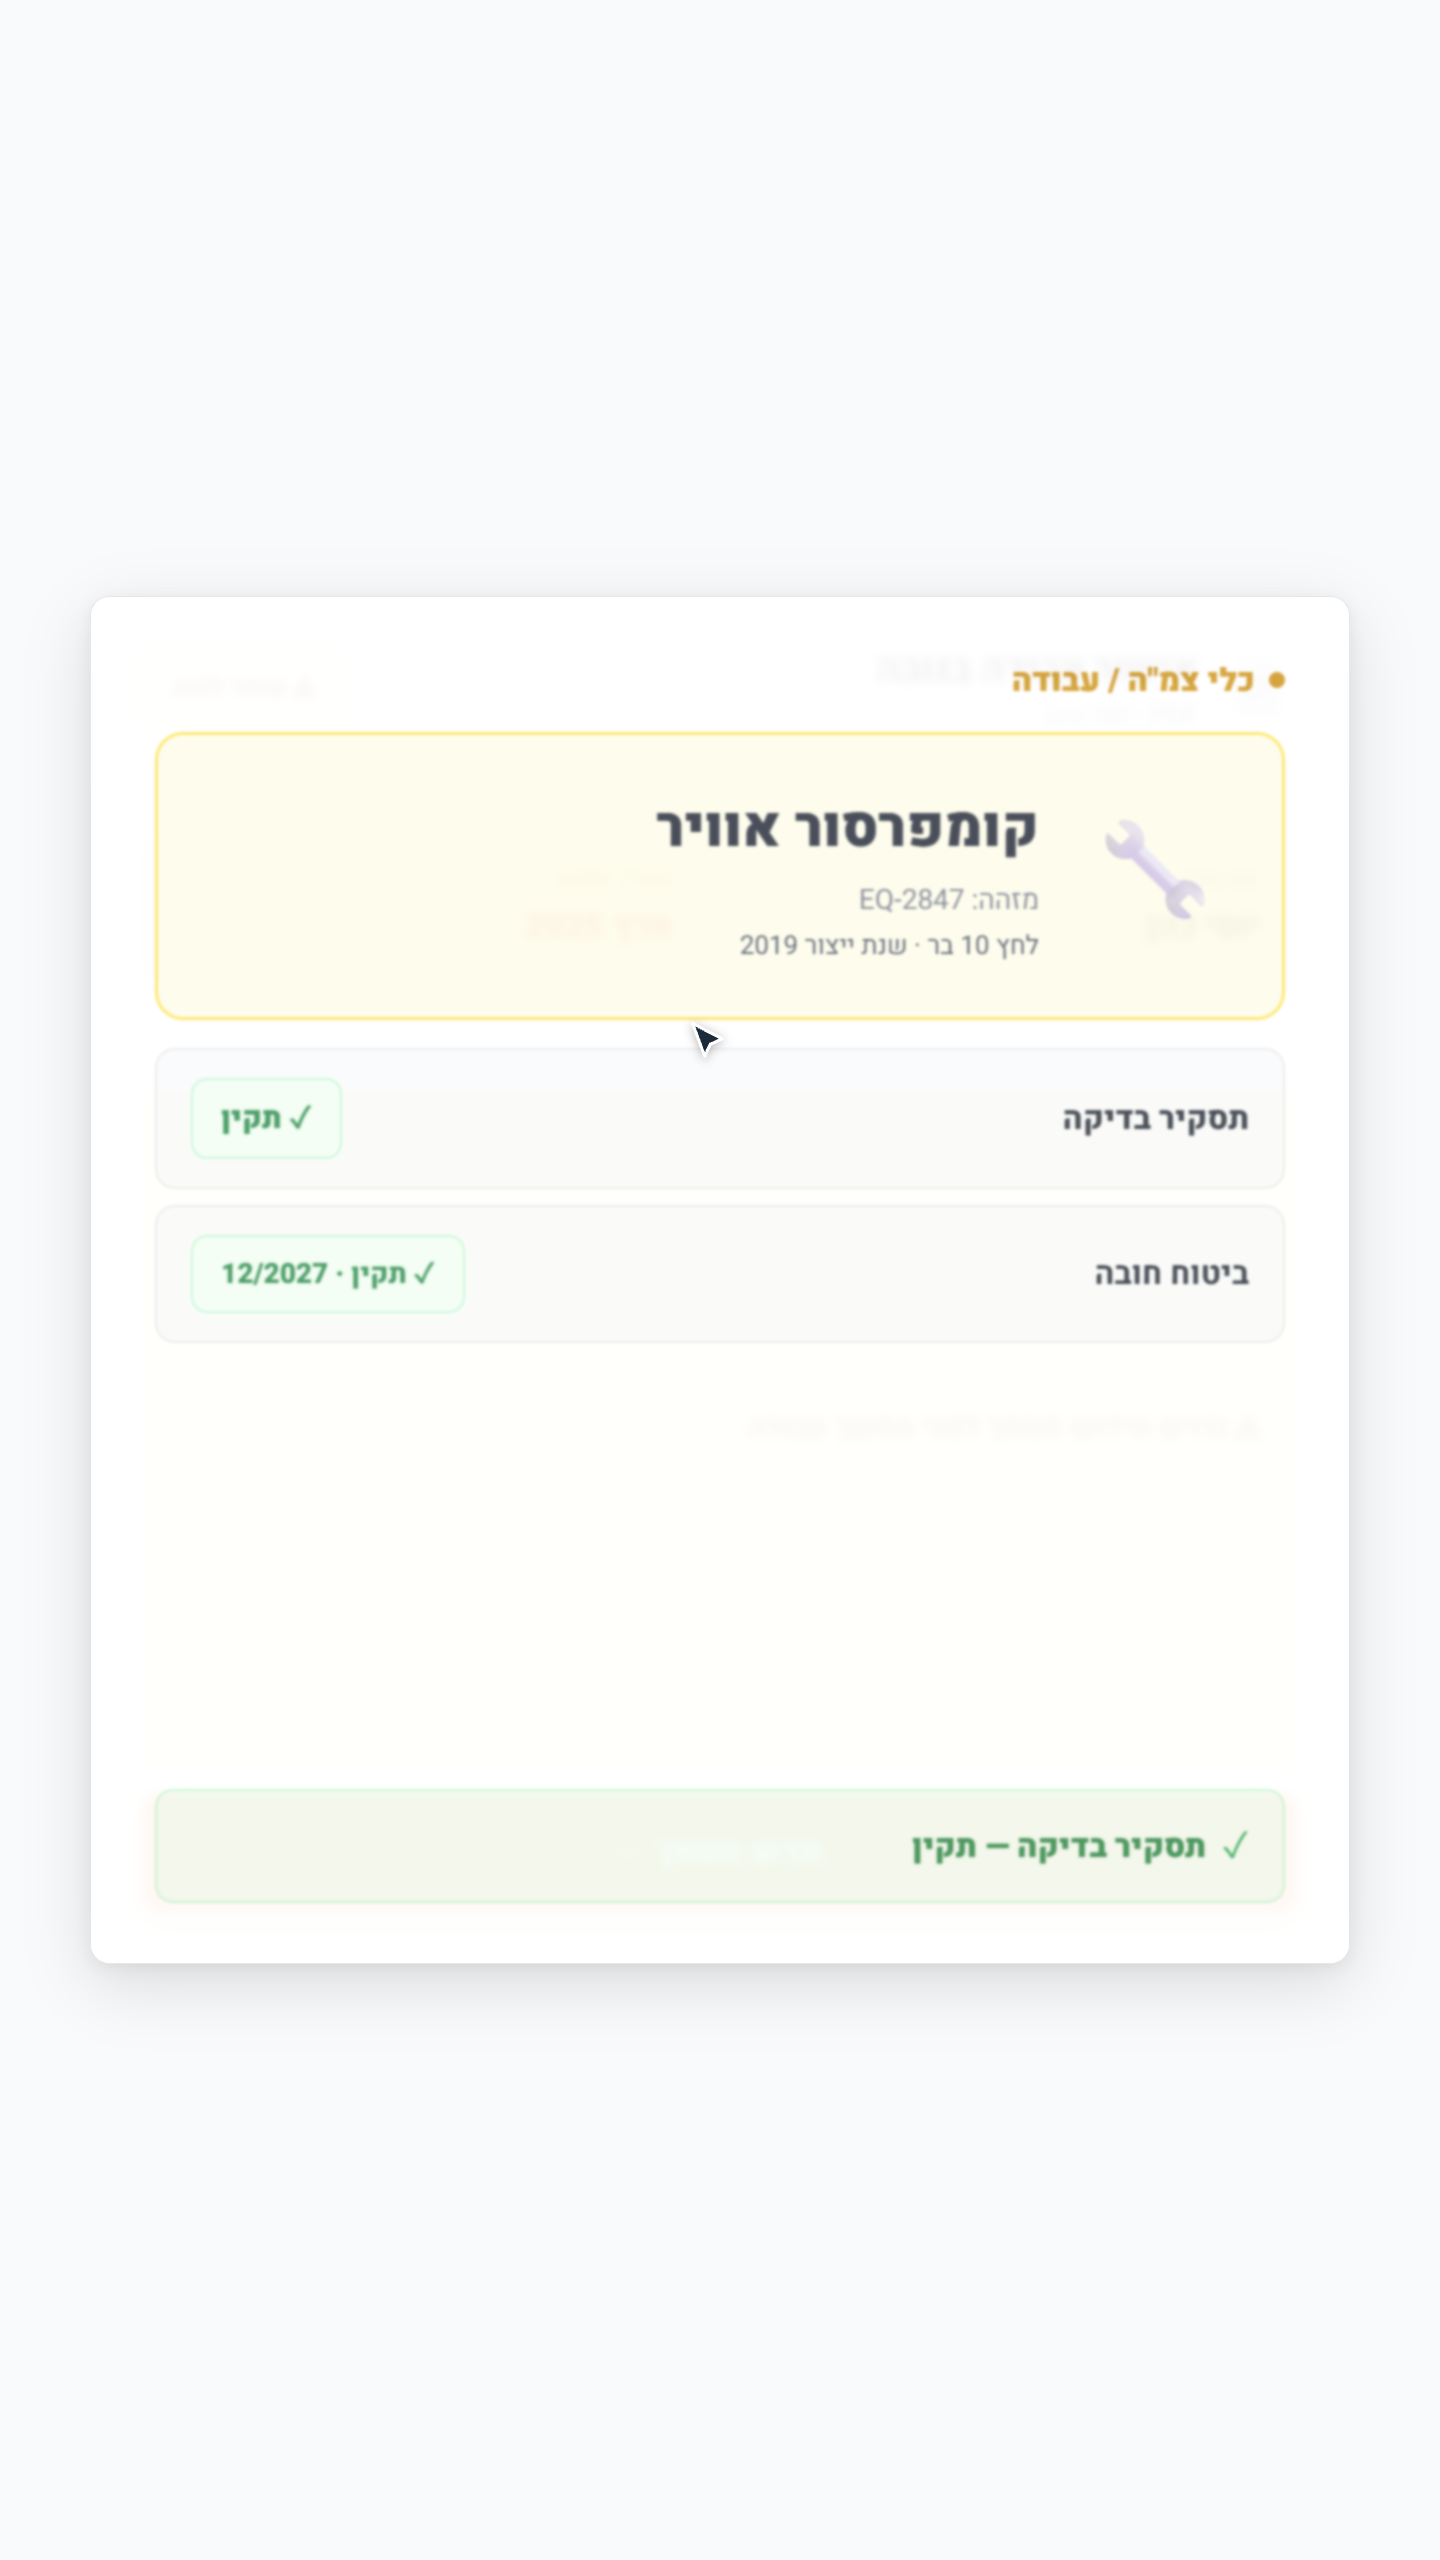 כלי צמ"ה / עבודה
קומפרסור אוויר
מזהה: EQ-2847
לחץ 10 בר · שנת ייצור 2019
תסקיר בדיקה
✓ תקין
ביטוח חובה
✓ תקין · 12/2027
✓ תסקיר בדיקה — תקין